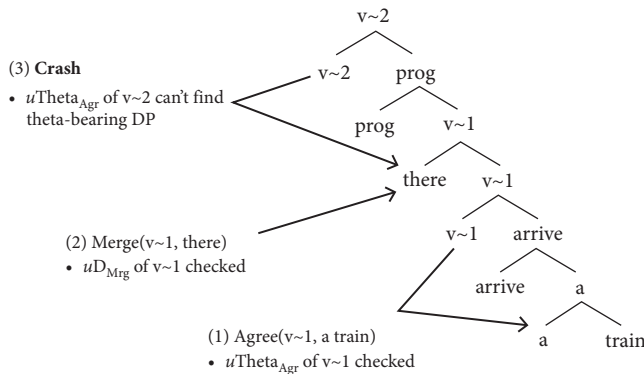 v~2
(3) Crash
v~2 prog
• uTheta_Agr of v~2 can't find
theta-bearing DP
prog v~1
there v~1
(2) Merge(v~1, there)
• uD_Mrg of v~1 checked
v~1 arrive
arrive a
(1) Agree(v~1, a train)
• uTheta_Agr of v~1 checked
a train